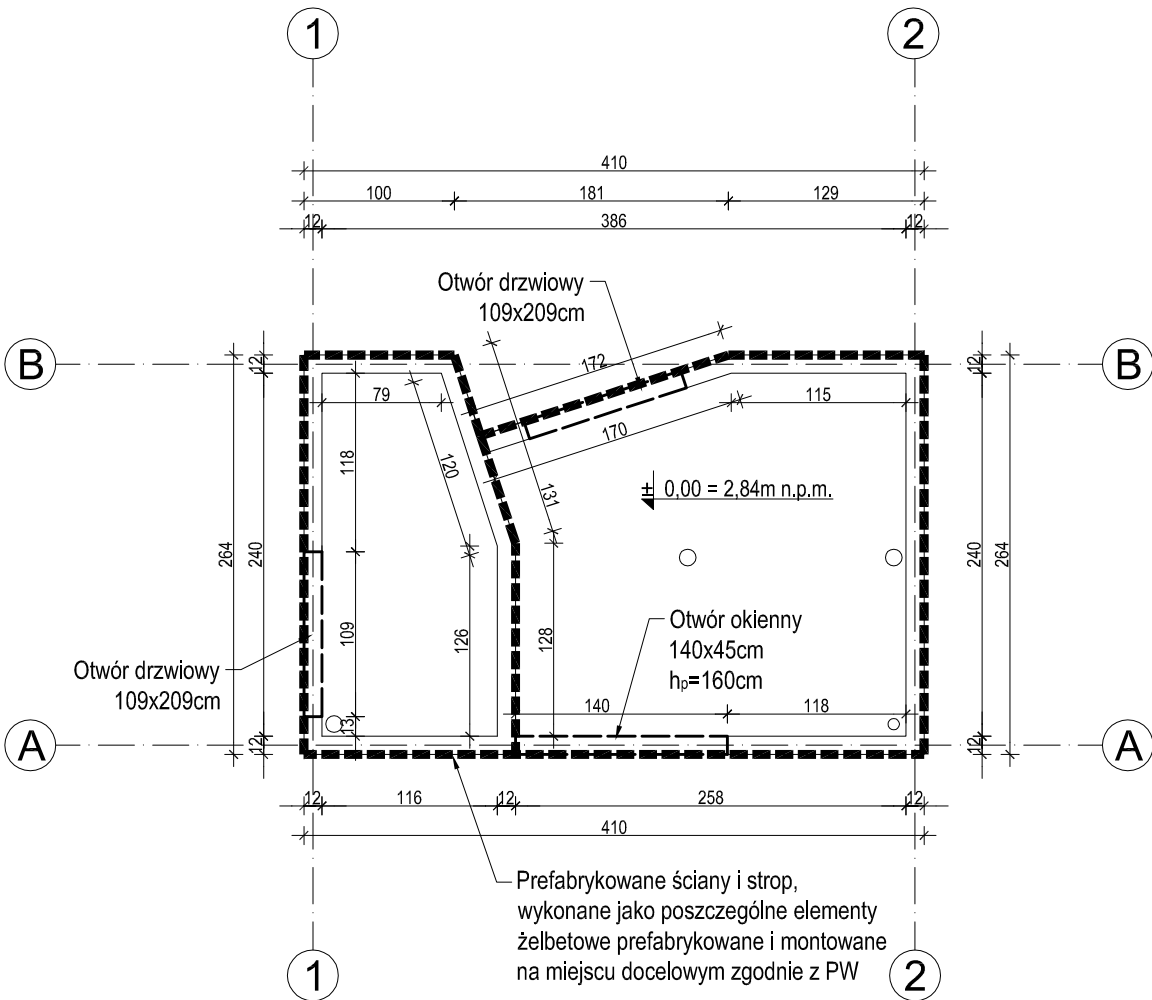 1
2
410
100
181
129
12
386
12
Otwór drzwiowy
109x209cm
B
B
12
172
12
79
115
118
120
170
131
± 0,00 = 2,84m n.p.m.
264
240
240
264
109
126
128
Otwór okienny
140x45cm
hp=160cm
Otwór drzwiowy
109x209cm
140
118
13
A
A
12
12
12
116
12
258
12
410
Prefabrykowane ściany i strop,
wykonane jako poszczególne elementy
żelbetowe prefabrykowane i montowane
na miejscu docelowym zgodnie z PW
1
2